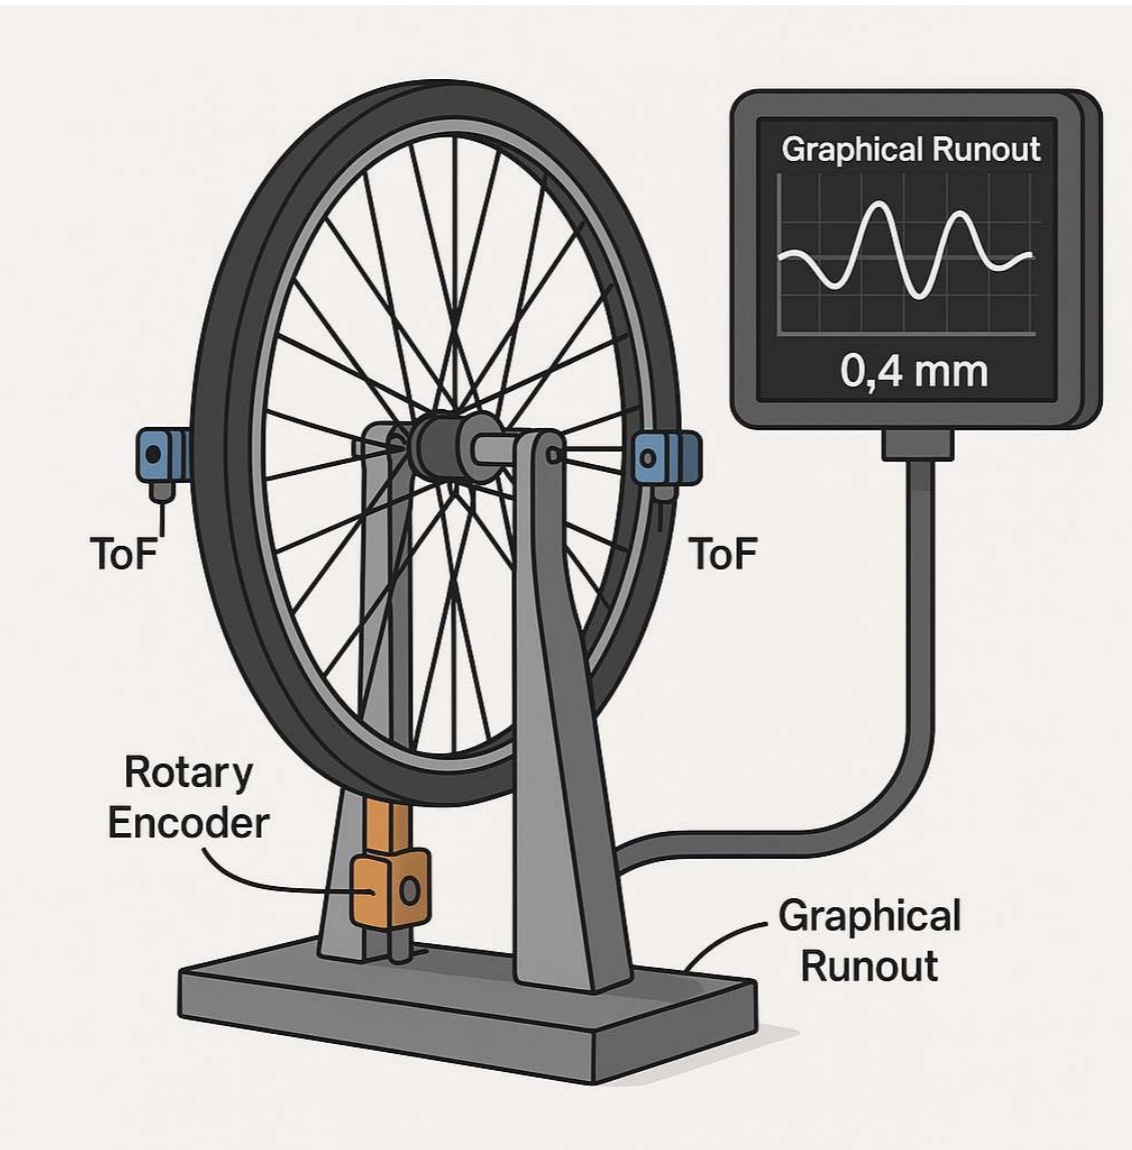 Graphical Runout
0,4 mm
ToF
ToF
Rotary
Encoder
Graphical
Runout